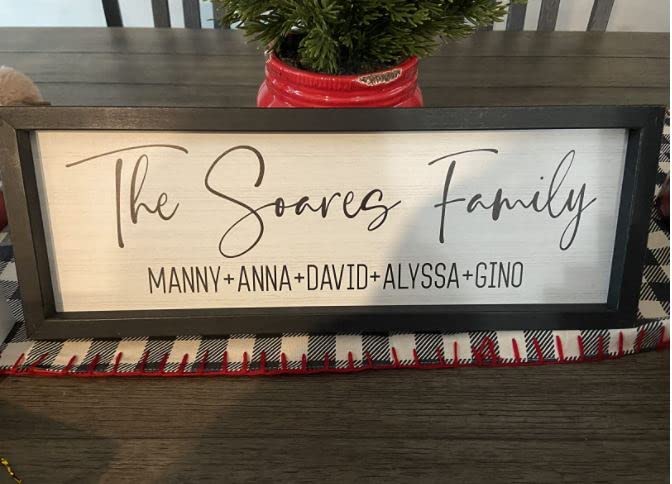 The Soares Family
MANNY+ANNA+DAVID+ALYSSA+GINO